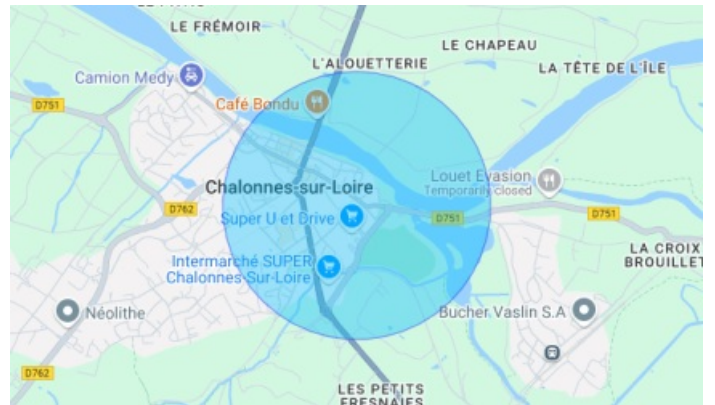 LE FRÉMOIR
L'ALOUETTERIE
LE CHAPEAU
LA TÊTE DE L'ÎLE
Camion Medy
Café Bondu
D751
Louet Evasion
Temporarily closed
Chalonnes-sur-Loire
D762
Super U et Drive
D751
D751
LA CROIX
BROUILLET
Intermarché SUPER
Chalonnes-Sur-Loire
Néolithe
Bucher Vaslin S.A
D762
LES PETITS
FRESNAIES